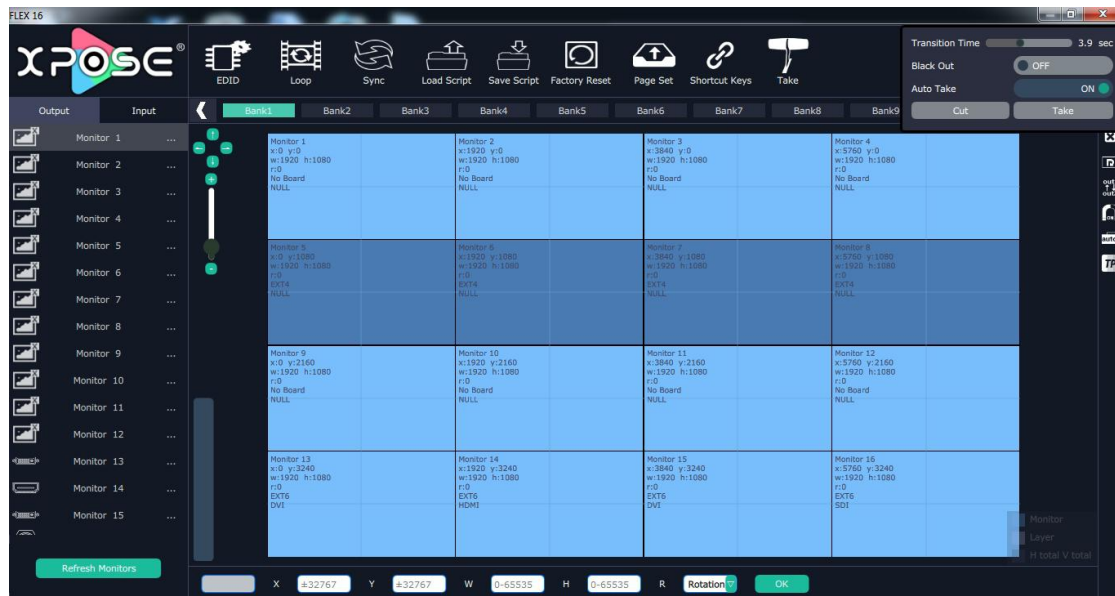 FLEX 16
XPOSE®
EDID
Loop
Sync
Load Script
Save Script
Factory Reset
Page Set
Shortcut Keys
Take
Transition Time 3.9 sec
Black Out OFF
Auto Take ON
Cut Take
Output Input
Bank1 Bank2 Bank3 Bank4 Bank5 Bank6 Bank7 Bank8 Bank9
Monitor 1 ...
Monitor 2 ...
Monitor 3 ...
Monitor 4 ...
Monitor 5 ...
Monitor 6 ...
Monitor 7 ...
Monitor 8 ...
Monitor 9 ...
Monitor 10 ...
Monitor 11 ...
Monitor 12 ...
Monitor 13 ...
Monitor 14 ...
Monitor 15 ...
Refresh Monitors
Monitor 1
x:0 y:0
w:1920 h:1080
r:0
No Board
NULL
Monitor 2
x:1920 y:0
w:1920 h:1080
r:0
No Board
NULL
Monitor 3
x:3840 y:0
w:1920 h:1080
r:0
No Board
NULL
Monitor 4
x:5760 y:0
w:1920 h:1080
r:0
No Board
NULL
Monitor 5
x:0 y:1080
w:1920 h:1080
r:0
EXT4
NULL
Monitor 6
x:1920 y:1080
w:1920 h:1080
r:0
EXT4
NULL
Monitor 7
x:3840 y:1080
w:1920 h:1080
r:0
EXT4
NULL
Monitor 8
x:5760 y:1080
w:1920 h:1080
r:0
EXT4
NULL
Monitor 9
x:0 y:2160
w:1920 h:1080
r:0
No Board
NULL
Monitor 10
x:1920 y:2160
w:1920 h:1080
r:0
No Board
NULL
Monitor 11
x:3840 y:2160
w:1920 h:1080
r:0
No Board
NULL
Monitor 12
x:5760 y:2160
w:1920 h:1080
r:0
No Board
NULL
Monitor 13
x:0 y:3240
w:1920 h:1080
r:0
EXT6
DVI
Monitor 14
x:1920 y:3240
w:1920 h:1080
r:0
EXT6
HDMI
Monitor 15
x:3840 y:3240
w:1920 h:1080
r:0
EXT6
DVI
Monitor 16
x:5760 y:3240
w:1920 h:1080
r:0
EXT6
SDI
out
out
auto
TP
Monitor
Layer
H total V total
X ±32767 Y ±32767 W 0-65535 H 0-65535 R Rotation OK